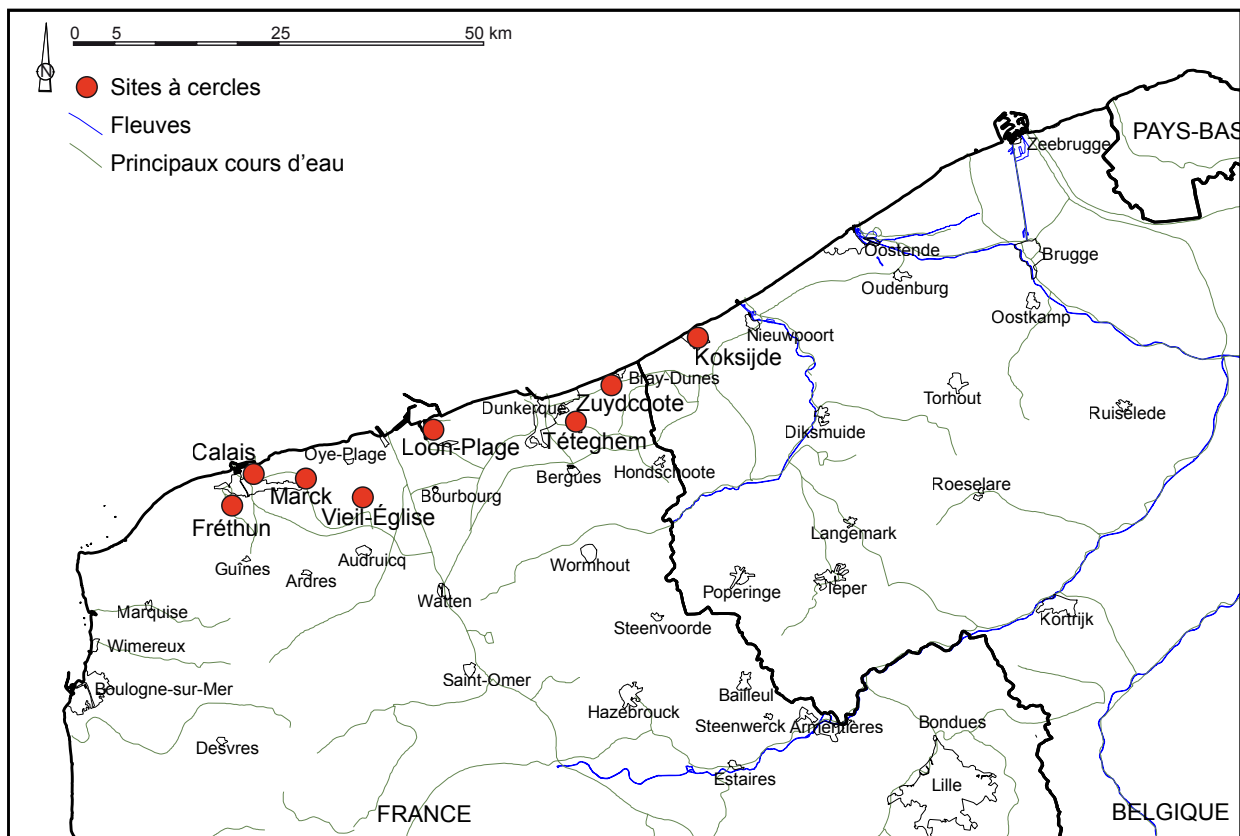 0 5 25 50 km
N
Sites à cercles
Fleuves
Principaux cours d'eau
PAYS-BAS
Zeebrugge
Oostende
Brugge
Oudenburg
Oostkamp
Nieuwpoort
Koksijde
Bray-Dunes
Zuydcoote
Dunkerque
Torhout
Ruiselede
Loon-Plage
Téteghem
Diksmuide
Calais
Oye-Plage
Bergues
Hondschoote
Marck
Bourbourg
Roeselare
Vieil-Église
Fréthun
Langemark
Guînes
Audruicq
Wormhout
Ardres
Poperinge
Ieper
Watten
Marquise
Steenvoorde
Kortrijk
Wimereux
Saint-Omer
Boulogne-sur-Mer
Bailleul
Hazebrouck
Steenwerck
Armentières
Bondues
Desvres
Estaires
Lille
FRANCE
BELGIQUE